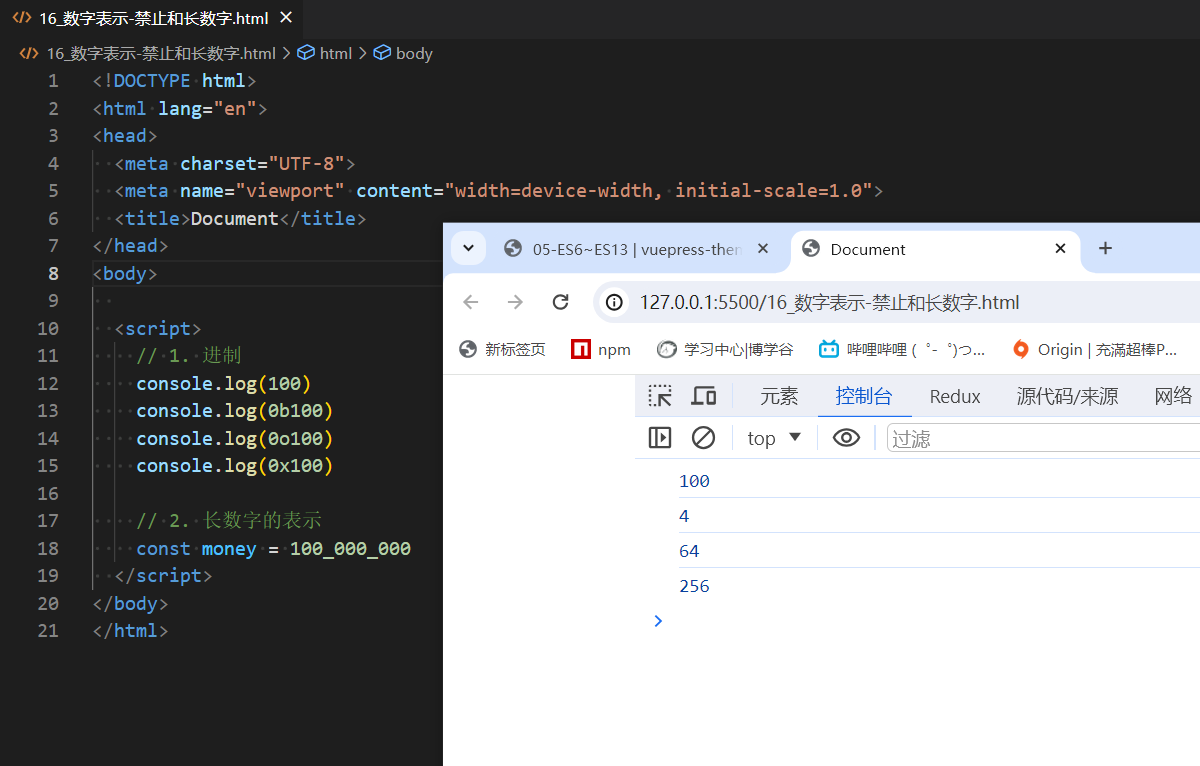 16_数字表示-禁止和长数字.html
16_数字表示-禁止和长数字.html > html > body
1 <!DOCTYPE html>
2 <html lang="en">
3 <head>
4 <meta charset="UTF-8">
5 <meta name="viewport" content="width=device-width, initial-scale=1.0">
6 <title>Document</title>
7 </head>
8 <body>
9
10 <script>
11 // 1. 进制
12 console.log(100)
13 console.log(0b100)
14 console.log(0o100)
15 console.log(0x100)
16
17 // 2. 长数字的表示
18 const money = 100_000_000
19 </script>
20 </body>
21 </html>
05-ES6~ES13 | vuepress-then
Document
127.0.0.1:5500/16_数字表示-禁止和长数字.html
新标签页 npm 学习中心|博学谷 哔哩哔哩 (゜-゜)つ... Origin | 充滿超棒P...
元素 控制台 Redux 源代码/来源 网络
top 过滤
100
4
64
256